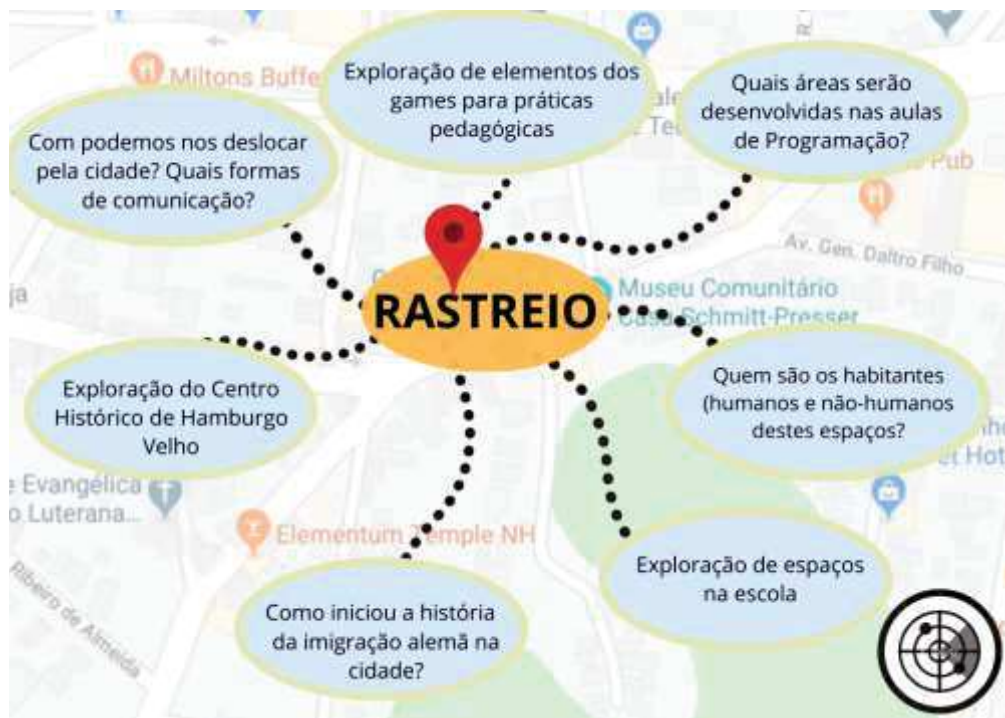 Miltons Buffe
Exploração de elementos dos
games para práticas
pedagógicas
Quais áreas serão
desenvolvidas nas aulas
de Programação?
Pub
Com podemos nos deslocar
pela cidade? Quais formas
de comunicação?
Av. Gen. Daltro Filho
RASTREIO
Museu Comunitário
Casa Schmitt-Presser
Exploração do Centro
Histórico de Hamburgo
Velho
Quem são os habitantes
(humanos e não-humanos
destes espaços?
Evangélica
Luterana...
Elementum Temple NH
Ribeiro de Almeida
Exploração de espaços
na escola
Como iniciou a história
da imigração alemã na
cidade?